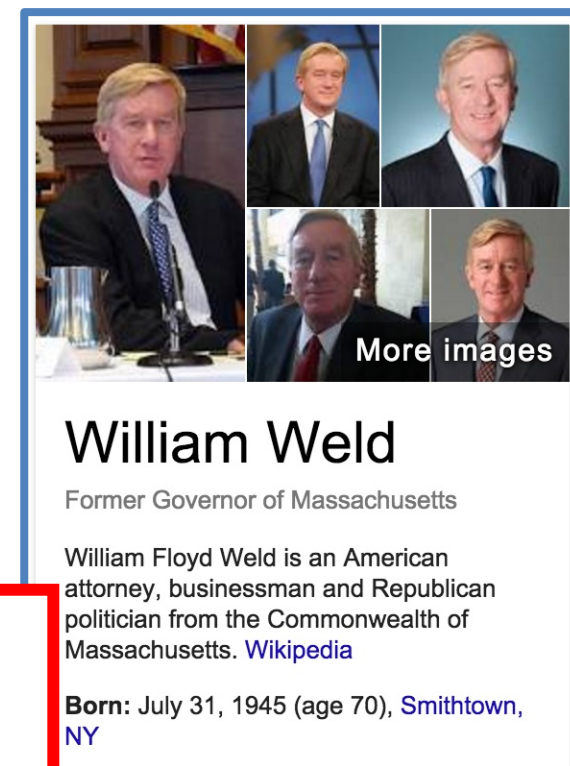 More images
William Weld
Former Governor of Massachusetts
William Floyd Weld is an American
attorney, businessman and Republican
politician from the Commonwealth of
Massachusetts. Wikipedia
Born: July 31, 1945 (age 70), Smithtown,
NY